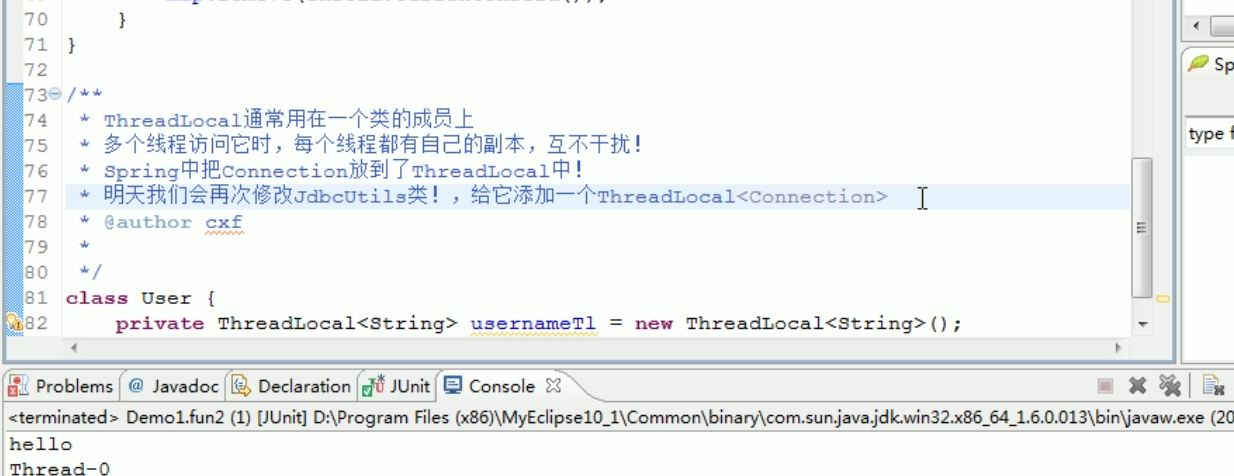 70 }
71 }
72
73 /**
74 * ThreadLocal通常用在一个类的成员上
75 * 多个线程访问它时，每个线程都有自己的副本，互不干扰！
76 * Spring中把Connection放到了ThreadLocal中！
77 * 明天我们会再次修改JdbcUtils类！，给它添加一个ThreadLocal<Connection>
78 * @author cxf
79 *
80 */
81 class User {
82 private ThreadLocal<String> usernameTl = new ThreadLocal<String>();
Sp
type f
Problems @ Javadoc Declaration JUnit Console
<terminated> Demo1.fun2 (1) [JUnit] D:\Program Files (x86)\MyEclipse10_1\Common\binary\com.sun.java.jdk.win32.x86_64_1.6.0.013\bin\javaw.exe (20
hello
Thread-0